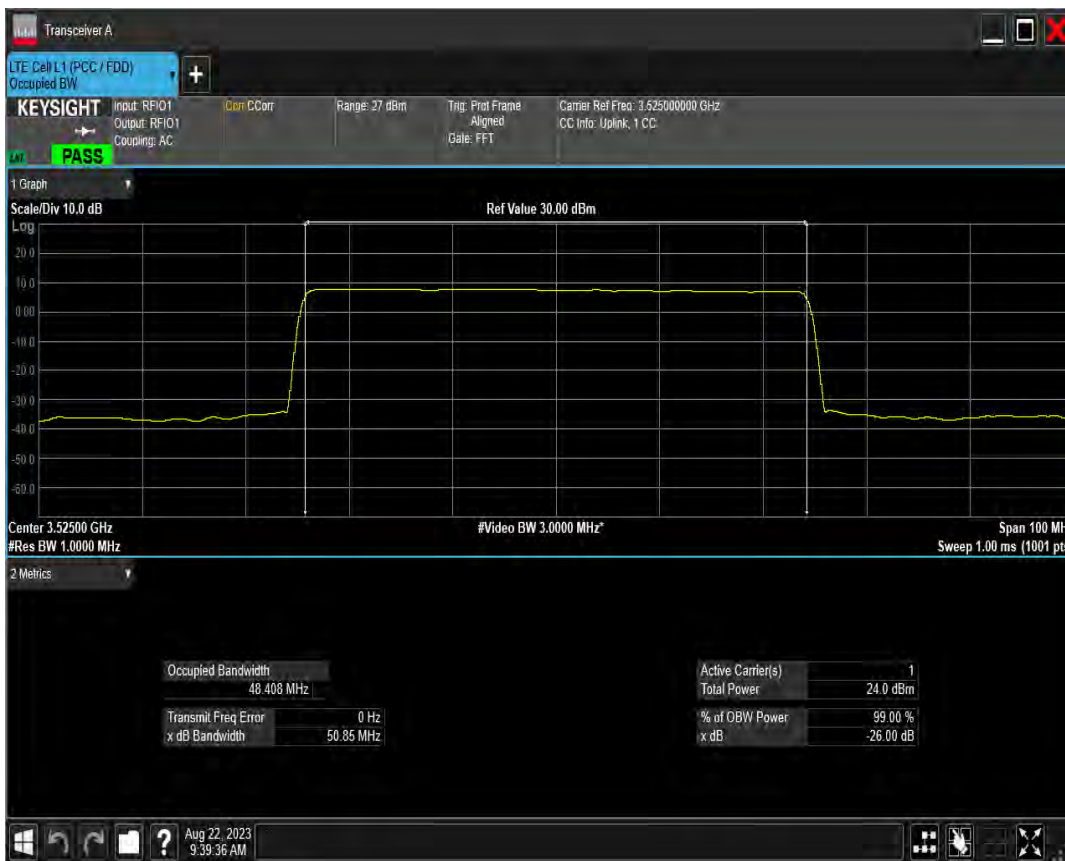 Transceiver A
LTE Cell L1 (PCC / FDD)
Occupied BW
+
KEYSIGHT
PASS
Input: RFIO1
Output: RFIO1
Coupling: AC
Corr CCorr
Range: 27 dBm
Trig: Prot Frame
Aligned
Gate: FFT
Carrier Ref Freq: 3.525000000 GHz
CC Info: Uplink, 1 CC
1 Graph
Scale/Div 10.0 dB
Ref Value 30.00 dBm
Log
20.0
10.0
0.00
-10.0
-20.0
-30.0
-40.0
-50.0
-60.0
Center 3.52500 GHz
#Video BW 3.0000 MHz*
Span 100 MH
#Res BW 1.0000 MHz
Sweep 1.00 ms (1001 pts
2 Metrics
Occupied Bandwidth
48.408 MHz
Transmit Freq Error 0 Hz
x dB Bandwidth 50.85 MHz
Active Carrier(s) 1
Total Power 24.0 dBm
% of OBW Power 99.00 %
x dB -26.00 dB
?
Aug 22, 2023
9:39:36 AM